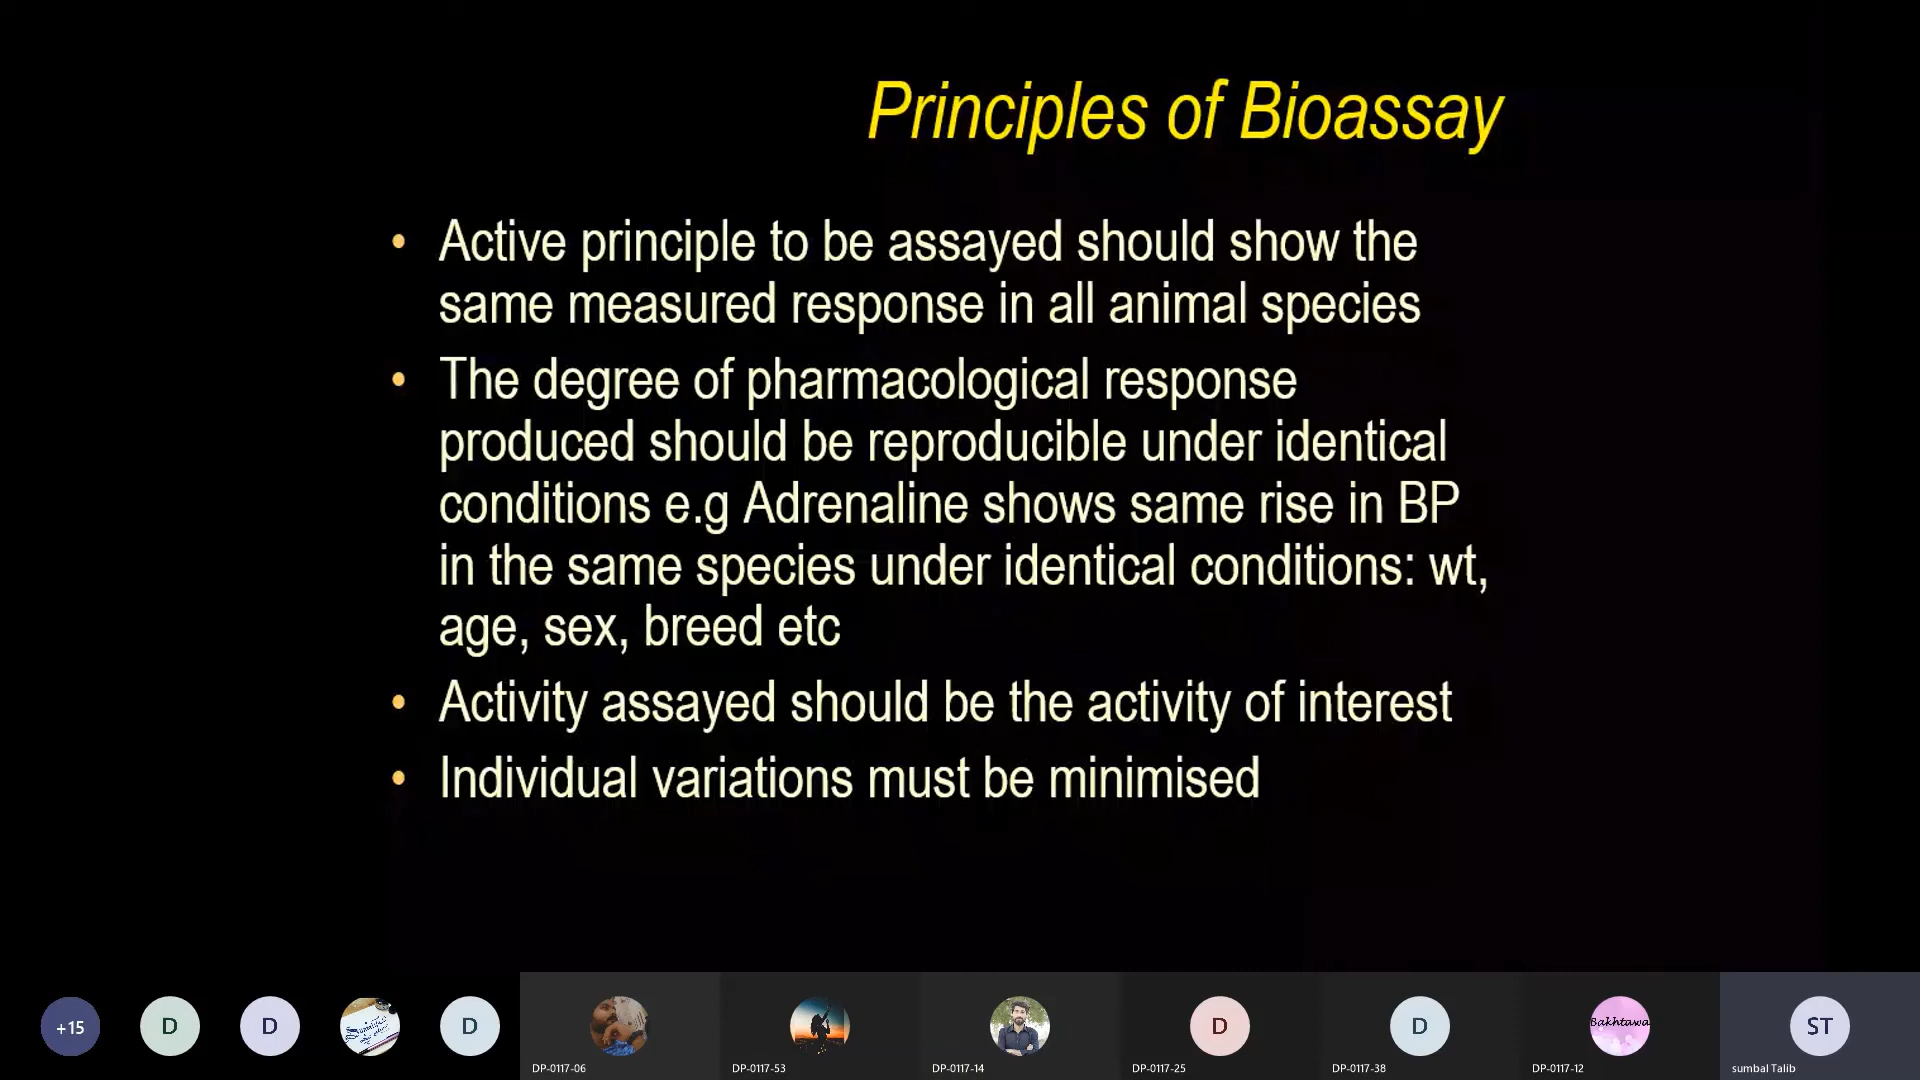 Principles of Bioassay
• Active principle to be assayed should show the
same measured response in all animal species
• The degree of pharmacological response
produced should be reproducible under identical
conditions e.g Adrenaline shows same rise in BP
in the same species under identical conditions: wt,
age, sex, breed etc
• Activity assayed should be the activity of interest
• Individual variations must be minimised
+15
D
D
D
D
D
Bakhtawa
ST
DP-0117-06
DP-0117-53
DP-0117-14
DP-0117-25
DP-0117-38
DP-0117-12
sumbal Talib